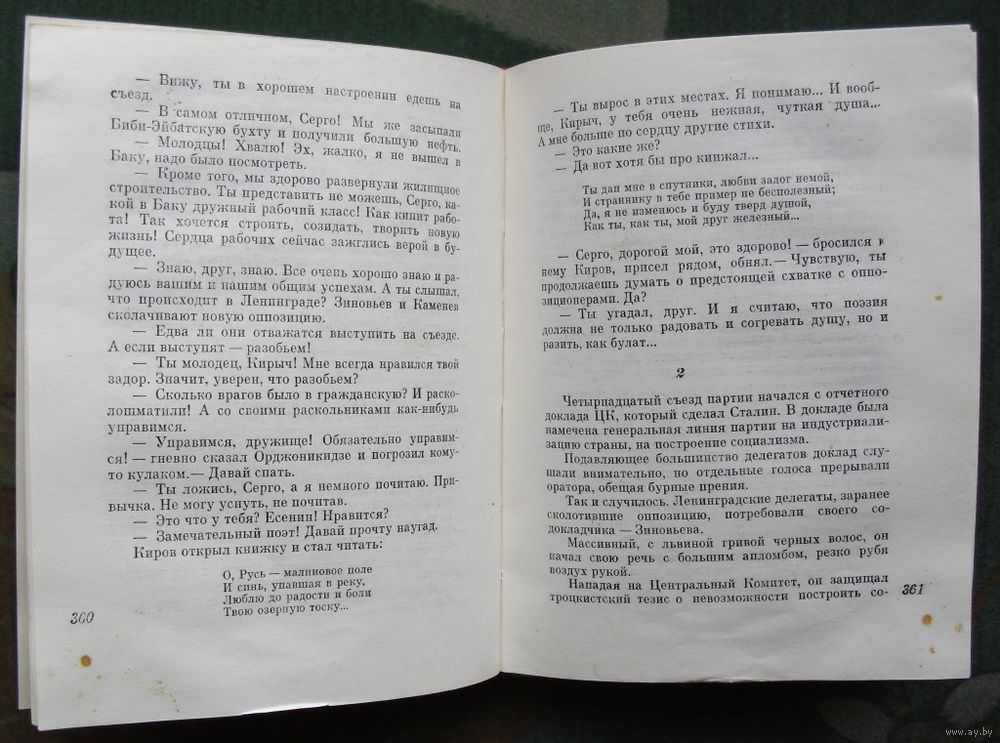 — Вижу, ты в хорошем настроении едешь на
съезд.
— В самом отличном, Серго! Мы же засыпали
Биби-Эйбатскую бухту и получили большую нефть.
— Молодцы! Хвалю! Эх, жалко, я не вышел в
Баку, надо было посмотреть.
— Кроме того, мы здорово развернули жилищное
строительство. Ты представить не можешь, Серго, ка-
кой в Баку дружный рабочий класс! Как кипит рабо-
та! Так хочется строить, созидать, творить новую
жизнь! Сердца рабочих сейчас зажглись верой в бу-
дущее.
— Знаю, друг, знаю. Все очень хорошо знаю и ра-
дуюсь вашим и нашим общим успехам. А ты слышал,
что происходит в Ленинграде? Зиновьев и Каменев
сколачивают новую оппозицию.
— Едва ли они отважатся выступить на съезде.
А если выступят — разобьем!
— Ты молодец, Кирыч! Мне всегда нравился твой
задор. Значит, уверен, что разобьем?
— Сколько врагов было в гражданскую? И раско-
лошматили! А со своими раскольниками как-нибудь
управимся.
— Управимся, дружище! Обязательно управим-
ся! — гневно сказал Орджоникидзе и погрозил кому-
то кулаком.— Давай спать.
— Ты ложись, Серго, а я немного почитаю. При-
вычка. Не могу уснуть, не почитав.
— Это что у тебя? Есенин! Нравится?
— Замечательный поэт! Давай прочту наугад.
Киров открыл книжку и стал читать:
О, Русь — малиновое поле
И синь, упавшая в реку,
Люблю до радости и боли
Твою озерную тоску...
360
— Ты вырос в этих местах. Я понимаю... И вооб-
ще, Кирыч, у тебя очень нежная, чуткая душа...
А мне больше по сердцу другие стихи.
— Это какие же?
— Да вот хотя бы про кинжал...
Ты дан мне в спутники, любви залог немой,
И страннику в тебе пример не бесполезный;
Да, я не изменюсь и буду тверд душой,
Как ты, как ты, мой друг железный...
— Серго, дорогой мой, это здорово! — бросился к
нему Киров, присел рядом, обнял.— Чувствую, ты
продолжаешь думать о предстоящей схватке с оппо-
зиционерами. Да?
— Ты угадал, друг. И я считаю, что поэзия
должна не только радовать и согревать душу, но и
разить, как булат...
2
Четырнадцатый съезд партии начался с отчетного
доклада ЦК, который сделал Сталин. В докладе была
намечена генеральная линия партии на индустриали-
зацию страны, на построение социализма.
Подавляющее большинство делегатов доклад слу-
шали внимательно, но отдельные голоса прерывали
оратора, обещая бурные прения.
Так и случилось. Ленинградские делегаты, заранее
сколотившие оппозицию, потребовали своего со-
докладчика — Зиновьева.
Массивный, с львиной гривой черных волос, он
начал свою речь с большим апломбом, резко рубя
воздух рукой.
Нападая на Центральный Комитет, он защищал
троцкистский тезис о невозможности построить со-
361
www.ay.by